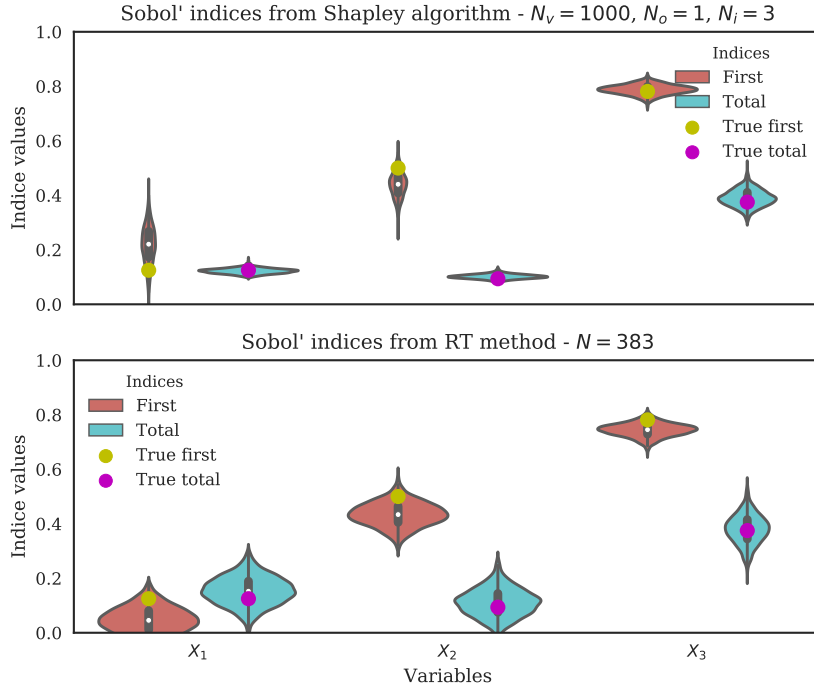 Sobol' indices from Shapley algorithm - $N_v = 1000$, $N_o = 1$, $N_i = 3$
1.0
0.8
0.6
0.4
0.2
0.0
Indice values
Indices
First
Total
True first
True total
Sobol' indices from RT method - $N = 383$
1.0
0.8
0.6
0.4
0.2
0.0
Indice values
Indices
First
Total
True first
True total
$X_1$
$X_2$
$X_3$
Variables